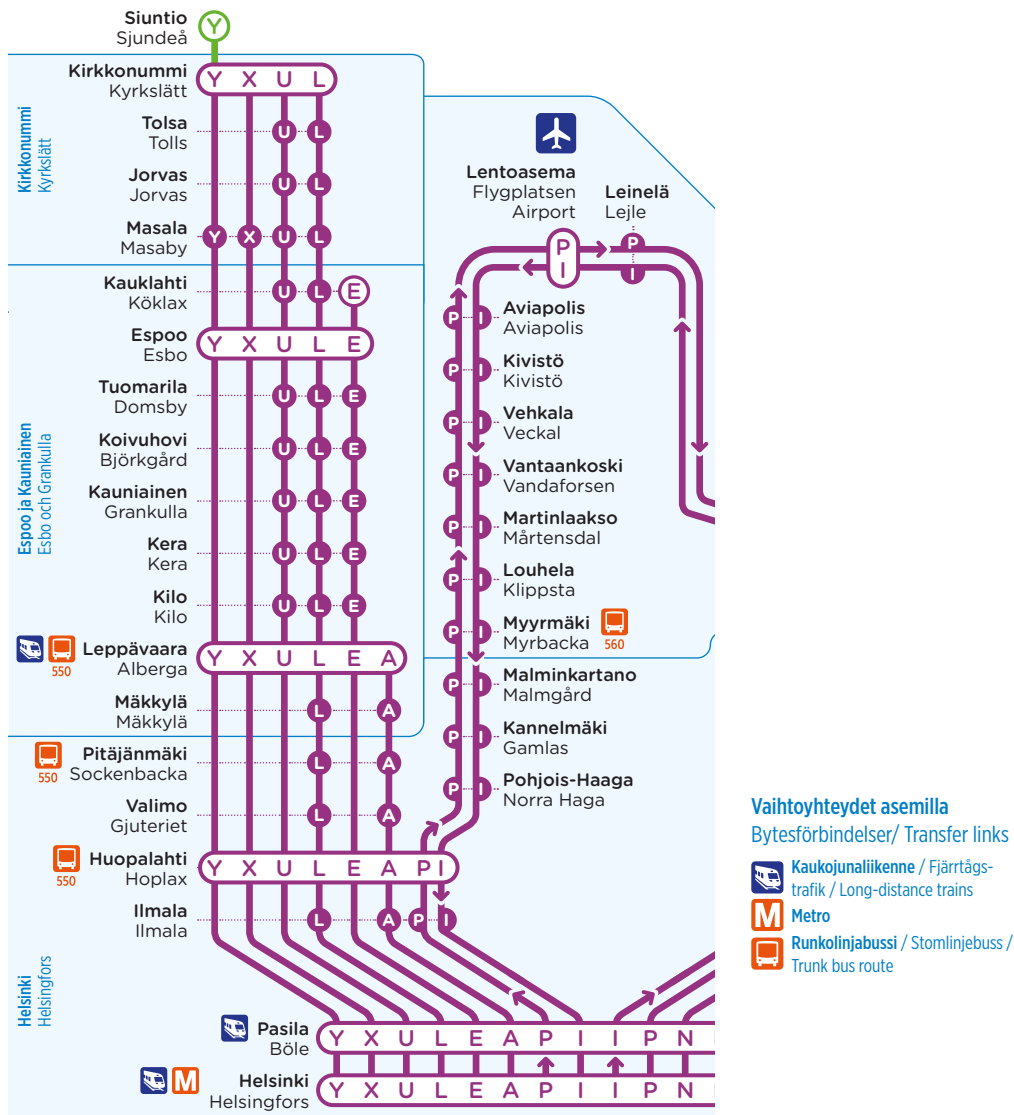 Siuntio
Sjundeå
Y
Kirkkonummi
Kyrkslätt
Y X U L
Kirkkonummi
Kyrkslätt
Tolsa
Tolls
U L
Jorvas
Jorvas
U L
Masala
Masaby
Y X U L
Espoo ja Kauniainen
Esbo och Grankulla
Kauklahti
Köklax
U L E
Espoo
Esbo
Y X U L E
Tuomarila
Domsby
U L E
Koivuhovi
Björkgård
U L E
Kauniainen
Grankulla
U L E
Kera
Kera
U L E
Kilo
Kilo
U L E
550
Leppävaara
Alberga
Y X U L E A
Mäkkylä
Mäkkylä
L A
Helsinki
Helsingfors
550
Pitäjänmäki
Sockenbacka
L A
Valimo
Gjuteriet
L A
550
Huopalahti
Hoplax
Y X U L E A P I
Ilmala
Ilmala
L A P I
Pasila
Böle
Y X U L E A P I I P N
M
Helsinki
Helsingfors
Y X U L E A P I I P N
Lentoasema
Flygplatsen
Airport
P
I
Leinelä
Lejle
P
I
P I
Aviapolis
Aviapolis
P I
Kivistö
Kivistö
P I
Vehkala
Veckal
P I
Vantaankoski
Vandaforsen
P I
Martinlaakso
Mårtensdal
P I
Louhela
Klippsta
P I
Myyrmäki
Myrbacka
560
P I
Malminkartano
Malmgård
P I
Kannelmäki
Gamlas
P I
Pohjois-Haaga
Norra Haga
Vaihtoyhteydet asemilla
Bytesförbindelser/ Transfer links
Kaukojunaliikenne / Fjärrtågs-
trafik / Long-distance trains
M Metro
Runkolinjabussi / Stomlinjebuss /
Trunk bus route